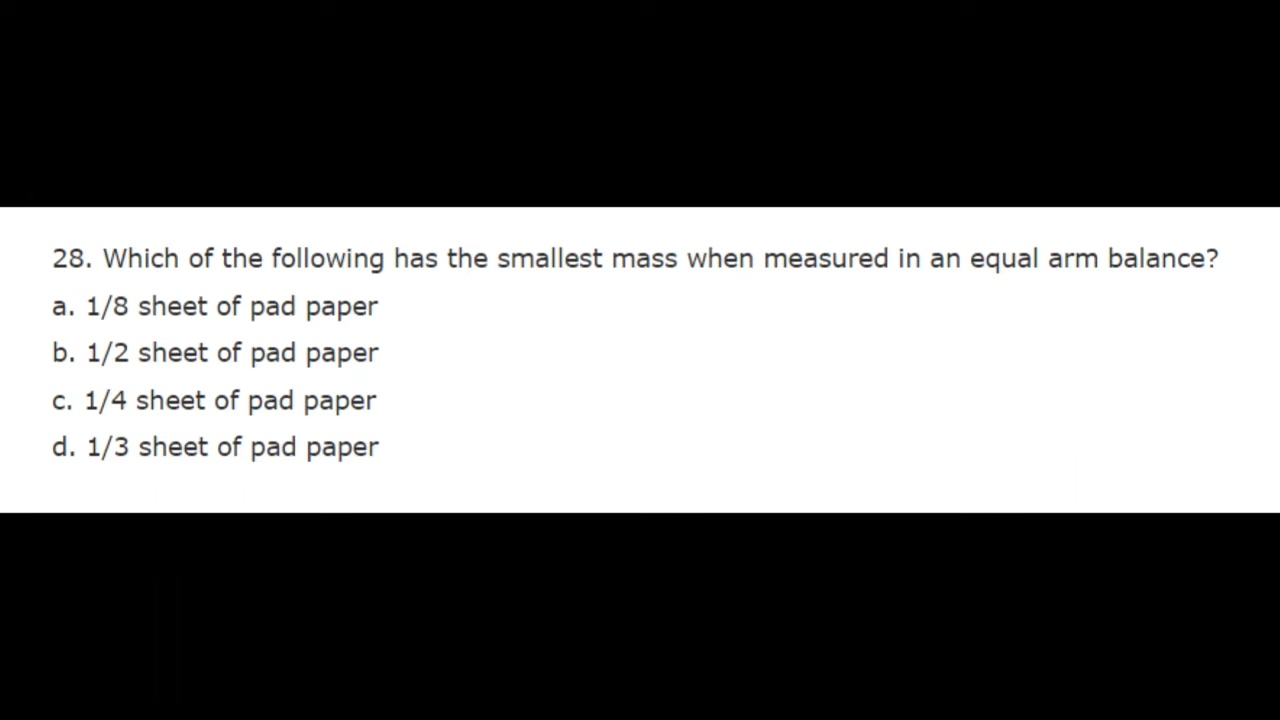 28. Which of the following has the smallest mass when measured in an equal arm balance?
a. 1/8 sheet of pad paper
b. 1/2 sheet of pad paper
c. 1/4 sheet of pad paper
d. 1/3 sheet of pad paper